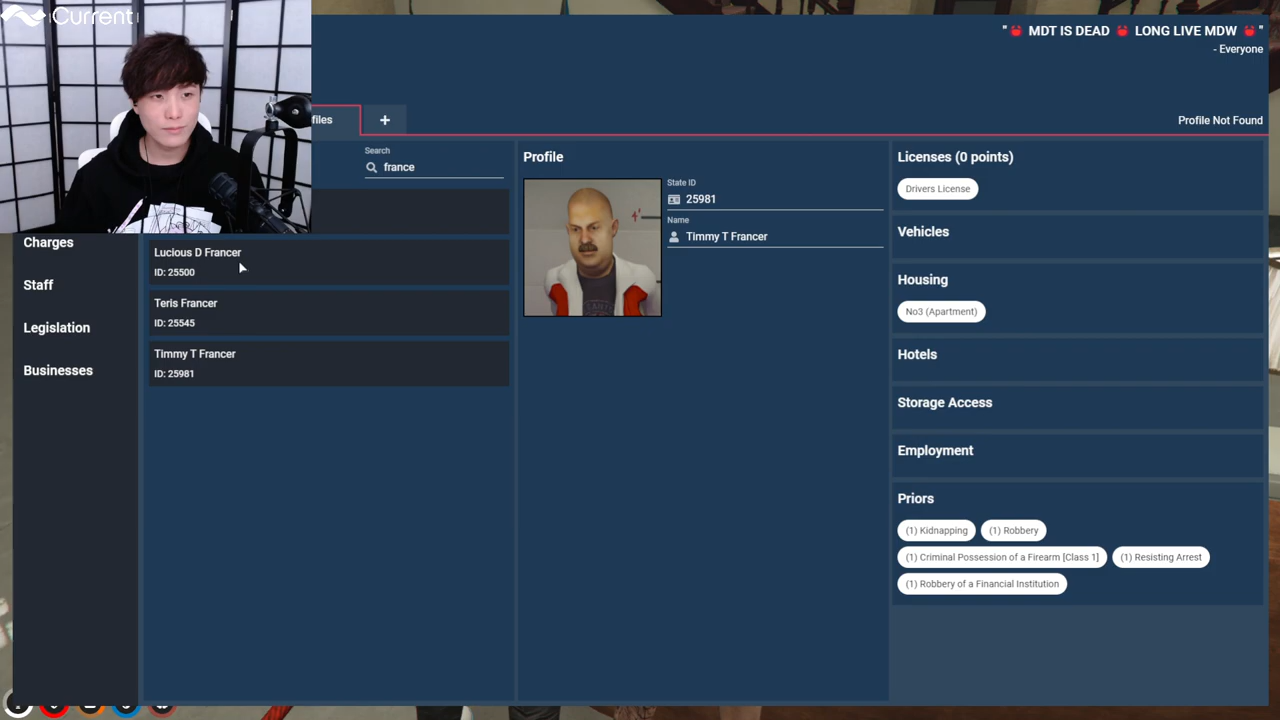 Current
" MDT IS DEAD LONG LIVE MDW "
- Everyone
files
+
Profile Not Found
Search
france
Profile
Licenses (0 points)
State ID
25981
Drivers License
Name
Timmy T Francer
Vehicles
Charges
Lucious D Francer
ID: 25500
Housing
Staff
Teris Francer
ID: 25545
No3 (Apartment)
Legislation
Timmy T Francer
ID: 25981
Hotels
Businesses
Storage Access
Employment
Priors
(1) Kidnapping
(1) Robbery
(1) Criminal Possession of a Firearm [Class 1]
(1) Resisting Arrest
(1) Robbery of a Financial Institution